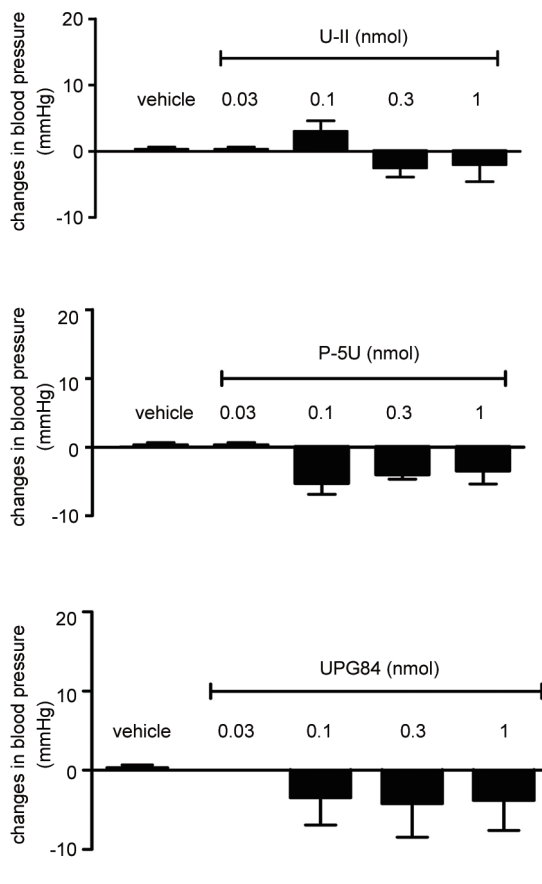 changes in blood pressure
(mmHg)
20
10
0
-10
U-II (nmol)
vehicle 0.03 0.1 0.3 1
changes in blood pressure
(mmHg)
20
10
0
-10
P-5U (nmol)
vehicle 0.03 0.1 0.3 1
changes in blood pressure
(mmHg)
20
10
0
-10
UPG84 (nmol)
vehicle 0.03 0.1 0.3 1